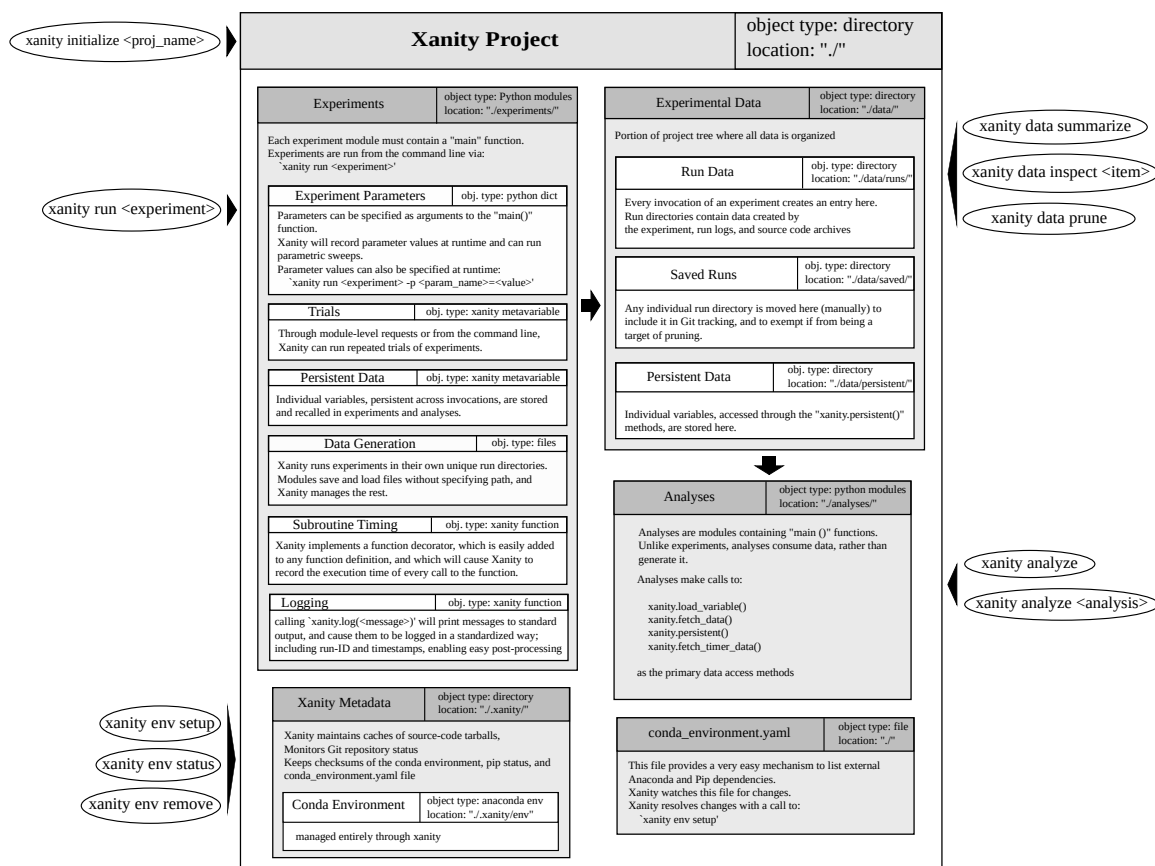 xanity initialize <proj_name>
Xanity Project
object type: directory
location: "./"
Experiments
object type: Python modules
location: "./experiments/"
Each experiment module must contain a "main" function.
Experiments are run from the command line via:
`xanity run <experiment>'
xanity run <experiment>
Experiment Parameters
obj. type: python dict
Parameters can be specified as arguments to the "main()"
function.
Xanity will record parameter values at runtime and can run
parametric sweeps.
Parameter values can also be specified at runtime:
`xanity run <experiment> -p <param_name>=<value>'
Trials
obj. type: xanity metavariable
Through module-level requests or from the command line,
Xanity can run repeated trials of experiments.
Persistent Data
obj. type: xanity metavariable
Individual variables, persistent across invocations, are stored
and recalled in experiments and analyses.
Data Generation
obj. type: files
Xanity runs experiments in their own unique run directories.
Modules save and load files without specifying path, and
Xanity manages the rest.
Subroutine Timing
obj. type: xanity function
Xanity implements a function decorator, which is easily added
to any function definition, and which will cause Xanity to
record the execution time of every call to the function.
Logging
obj. type: xanity function
calling `xanity.log(<message>)' will print messages to standard
output, and cause them to be logged in a standardized way;
including run-ID and timestamps, enabling easy post-processing
Experimental Data
object type: directory
location: "./data/"
Portion of project tree where all data is organized
Run Data
obj. type: directory
location: "./data/runs/"
Every invocation of an experiment creates an entry here.
Run directories contain data created by
the experiment, run logs, and source code archives
Saved Runs
obj. type: directory
location: "./data/saved/"
Any individual run directory is moved here (manually) to
include it in Git tracking, and to exempt if from being a
target of pruning.
Persistent Data
obj. type: directory
location: "./data/persistent/"
Individual variables, accessed through the "xanity.persistent()"
methods, are stored here.
xanity data summarize
xanity data inspect <item>
xanity data prune
Analyses
object type: python modules
location: "./analyses/"
Analyses are modules containing "main ()" functions.
Unlike experiments, analyses consume data, rather than
generate it.
Analyses make calls to:
xanity.load_variable()
xanity.fetch_data()
xanity.persistent()
xanity.fetch_timer_data()
as the primary data access methods
xanity analyze
xanity analyze <analysis>
xanity env setup
xanity env status
xanity env remove
Xanity Metadata
object type: directory
location: "./.xanity/"
Xanity maintains caches of source-code tarballs,
Monitors Git repository status
Keeps checksums of the conda environment, pip status, and
conda_environment.yaml file
Conda Environment
object type: anaconda env
location: "./.xanity/env"
managed entirely through xanity
conda_environment.yaml
object type: file
location: "./"
This file provides a very easy mechanism to list external
Anaconda and Pip dependencies.
Xanity watches this file for changes.
Xanity resolves changes with a call to:
`xanity env setup'